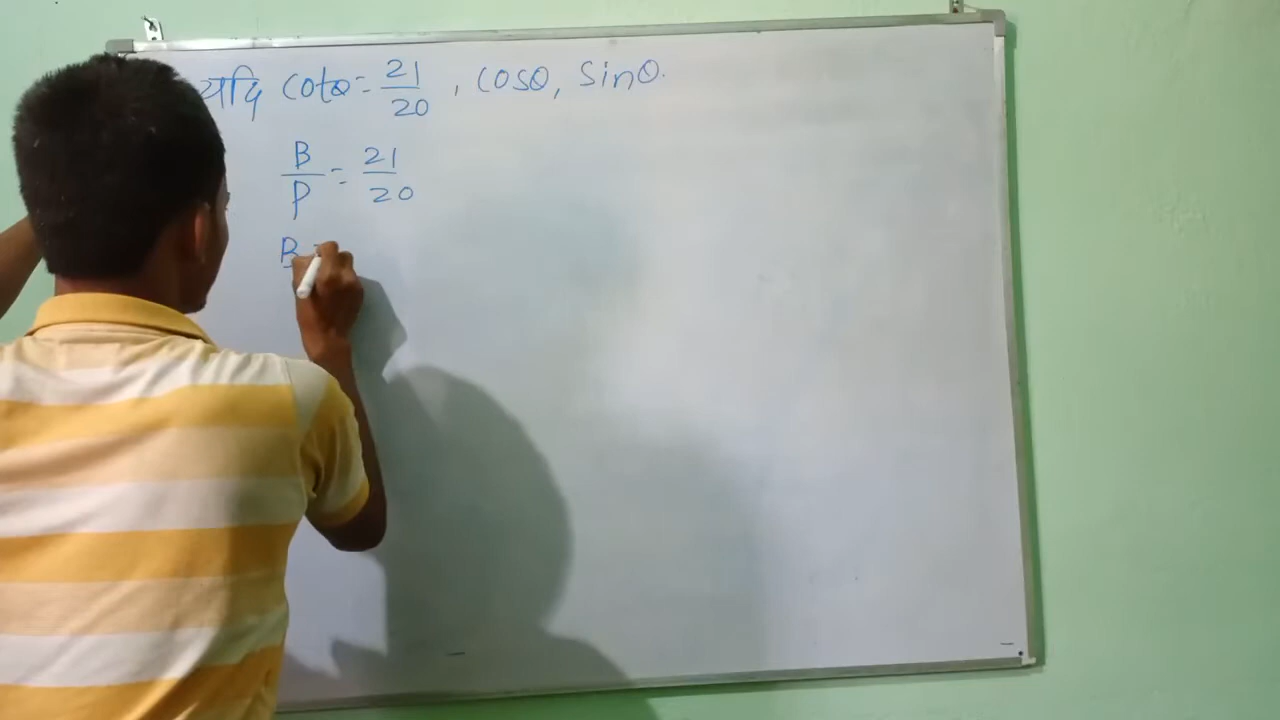 यदि cotθ = 21/20 , cosθ, sinθ.
B/P = 21/20
B =